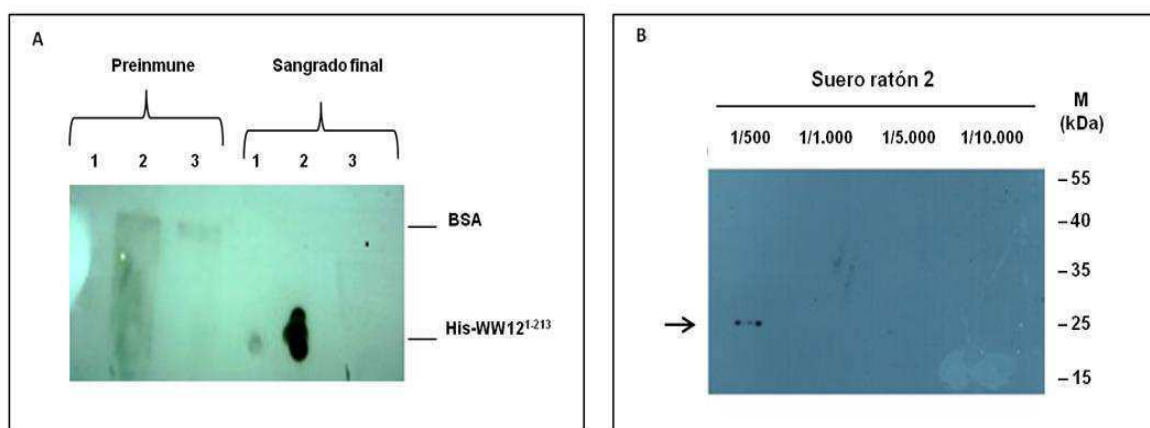 A
Preinmune Sangrado final
1 2 3 1 2 3
BSA
His-WW12¹⁻²¹³
B
Suero ratón 2
M
(kDa)
1/500 1/1.000 1/5.000 1/10.000
– 55
– 40
– 35
– 25
– 15